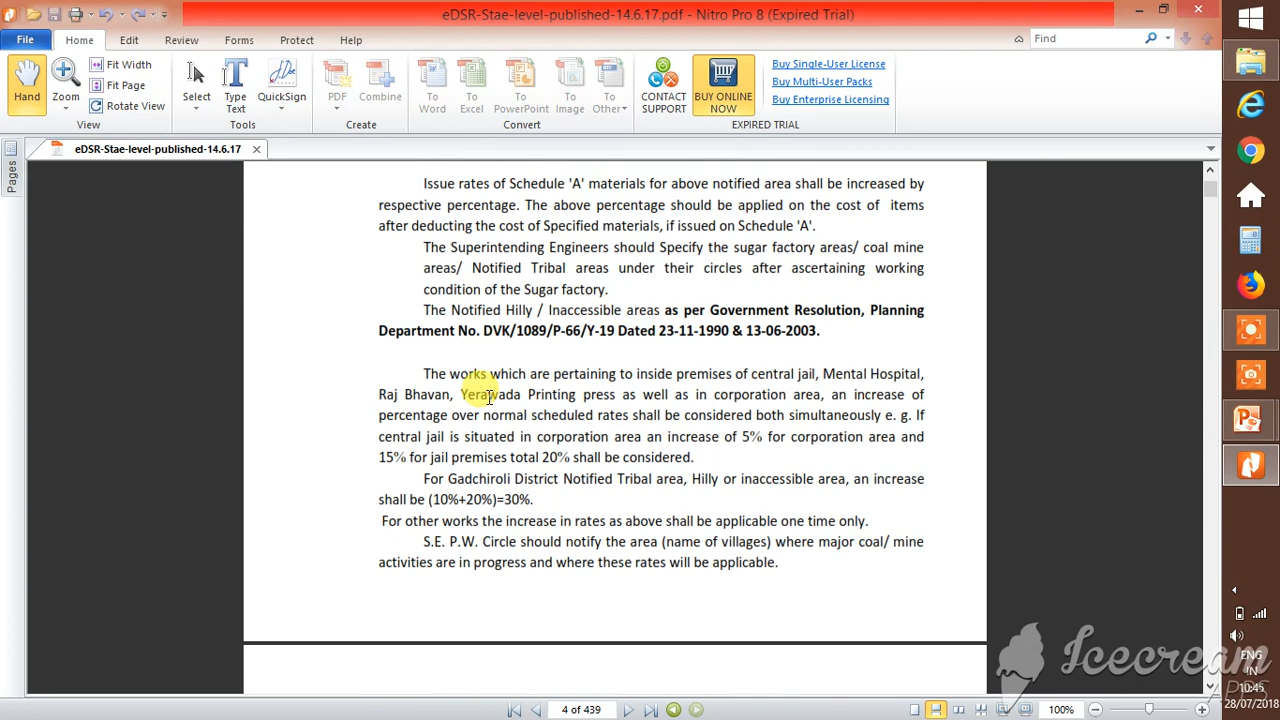 eDSR-Stae-level-published-14.6.17.pdf - Nitro Pro 8 (Expired Trial)
File Home Edit Review Forms Protect Help Find
Hand Zoom Fit Width Fit Page Rotate View Select Type Text QuickSign PDF Combine To Word To Excel To PowerPoint To Image To Other CONTACT SUPPORT BUY ONLINE NOW
Buy Single-User License
Buy Multi-User Packs
Buy Enterprise Licensing
View Tools Create Convert EXPIRED TRIAL
eDSR-Stae-level-published-14.6.17
Pages
Issue rates of Schedule 'A' materials for above notified area shall be increased by
respective percentage. The above percentage should be applied on the cost of items
after deducting the cost of Specified materials, if issued on Schedule 'A'.
The Superintending Engineers should Specify the sugar factory areas/ coal mine
areas/ Notified Tribal areas under their circles after ascertaining working
condition of the Sugar factory.
The Notified Hilly / Inaccessible areas as per Government Resolution, Planning
Department No. DVK/1089/P-66/Y-19 Dated 23-11-1990 & 13-06-2003.
The works which are pertaining to inside premises of central jail, Mental Hospital,
Raj Bhavan, Yerawada Printing press as well as in corporation area, an increase of
percentage over normal scheduled rates shall be considered both simultaneously e. g. If
central jail is situated in corporation area an increase of 5% for corporation area and
15% for jail premises total 20% shall be considered.
For Gadchiroli District Notified Tribal area, Hilly or inaccessible area, an increase
shall be (10%+20%)=30%.
For other works the increase in rates as above shall be applicable one time only.
S.E. P.W. Circle should notify the area (name of villages) where major coal/ mine
activities are in progress and where these rates will be applicable.
4 of 439
100%
ENG
IN
10:45
28/07/2018
Icecream
APPS